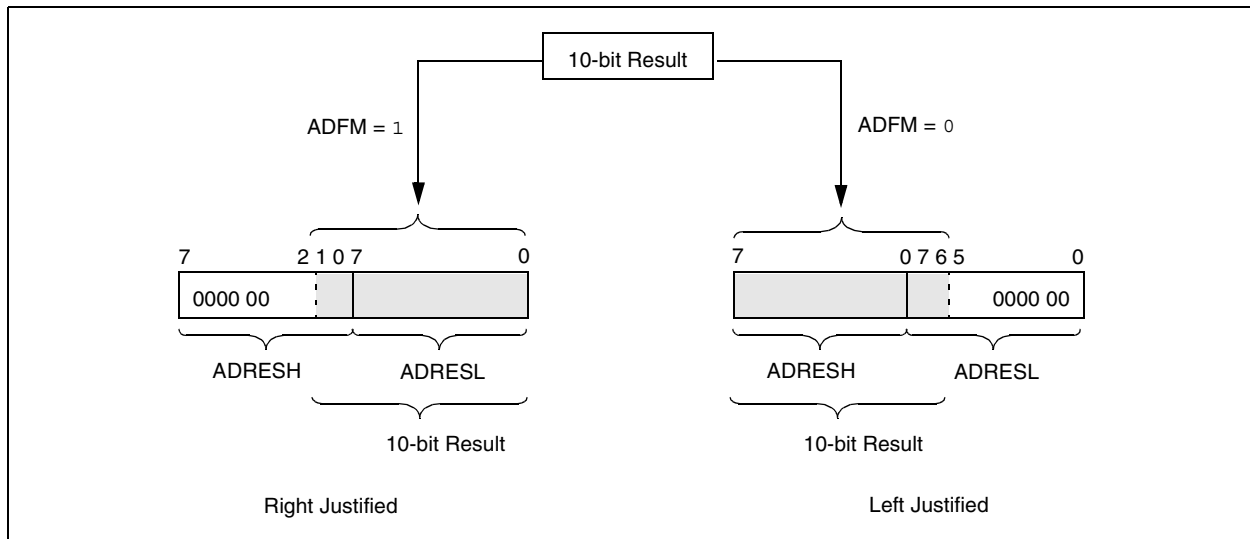 10-bit Result
ADFM = 1
ADFM = 0
7 2 1 0 7 0
7 0 7 6 5 0
0000 00
0000 00
ADRESH ADRESL
ADRESH ADRESL
10-bit Result
10-bit Result
Right Justified
Left Justified